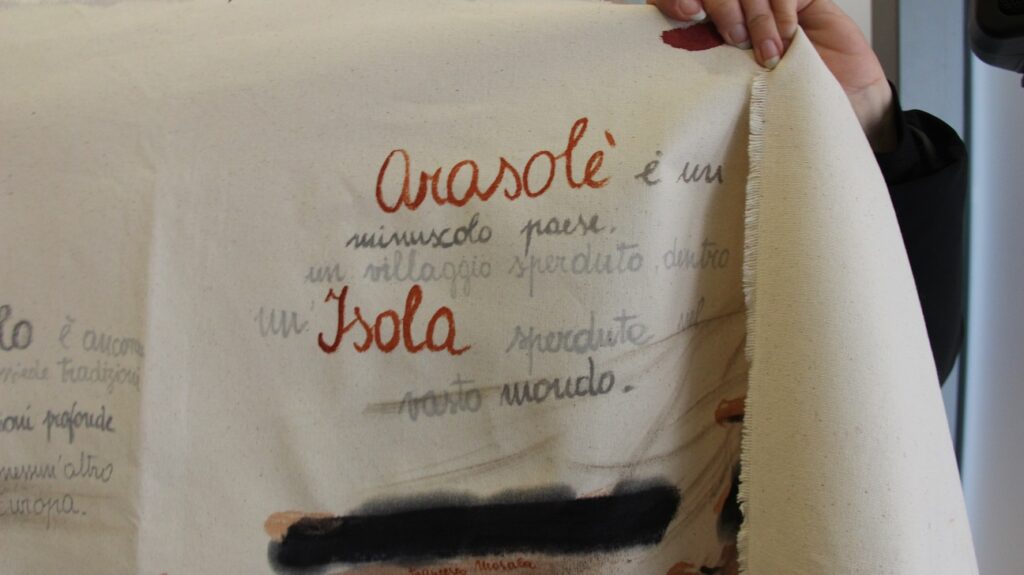 Arasolè è un
minuscolo paese.
un villaggio sperduto, dentro
un' Isola sperduta nel
vasto mondo.
lo è ancora
tradizioni
profonde
nessun'altro
Europa.